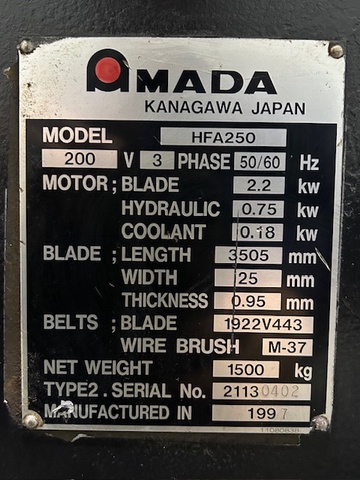 AMADA
KANAGAWA JAPAN
MODEL HFA250
200 V 3 PHASE 50/60 Hz
MOTOR ; BLADE 2.2 kw
HYDRAULIC 0.75 kw
COOLANT 0.18 kw
BLADE ; LENGTH 3505 mm
WIDTH 25 mm
THICKNESS 0.95 mm
BELTS ; BLADE 1922V443
WIRE BRUSH M-37
NET WEIGHT 1500 kg
TYPE2. SERIAL No. 21130402
MANUFACTURED IN 1997